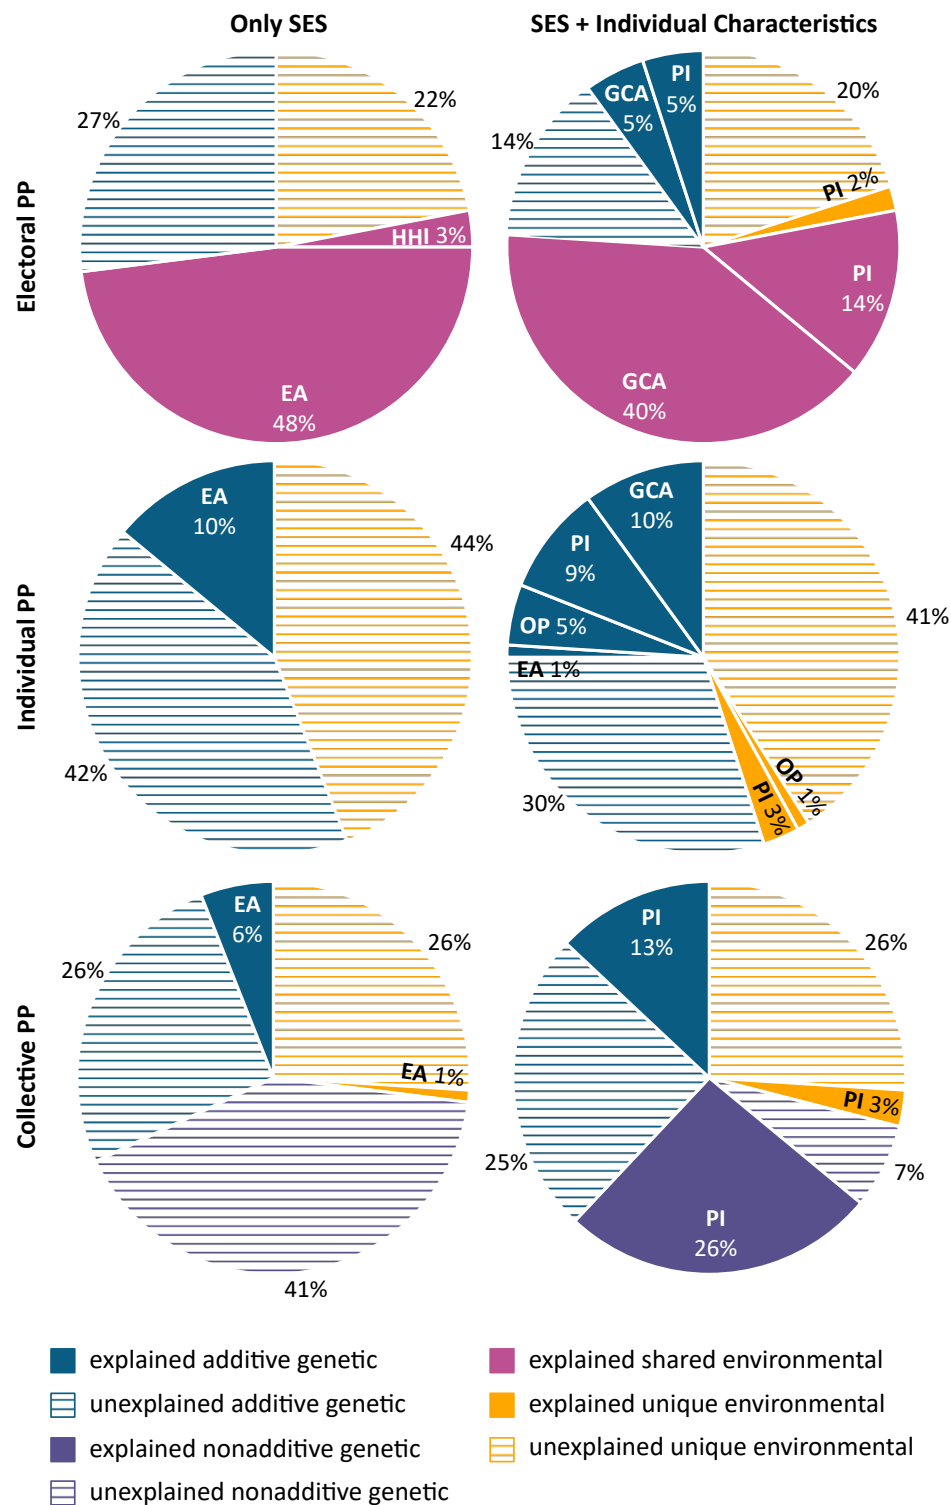 Only SES
SES + Individual Characteristics
Electoral PP
27%
22%
HHI 3%
EA
48%
PI
5%
GCA
5%
20%
14%
PI 2%
PI
14%
GCA
40%
Individual PP
EA
10%
44%
42%
GCA
10%
PI
9%
OP 5%
EA 1%
41%
OP 1%
PI 3%
30%
Collective PP
EA
6%
26%
26%
EA 1%
41%
PI
13%
26%
PI 3%
7%
25%
PI
26%
explained additive genetic
unexplained additive genetic
explained nonadditive genetic
unexplained nonadditive genetic
explained shared environmental
explained unique environmental
unexplained unique environmental